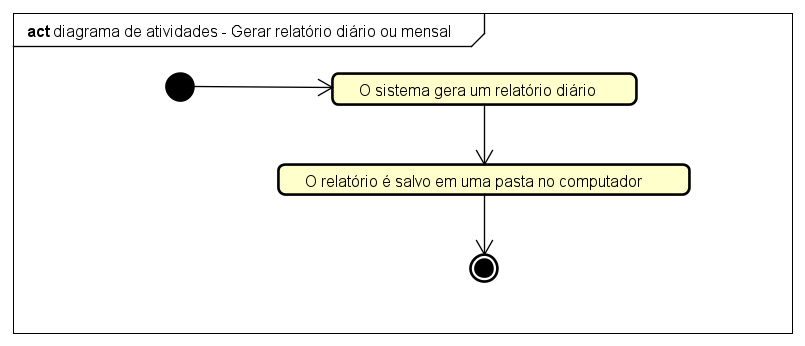 act diagrama de atividades - Gerar relatório diário ou mensal
O sistema gera um relatório diário
O relatório é salvo em uma pasta no computador